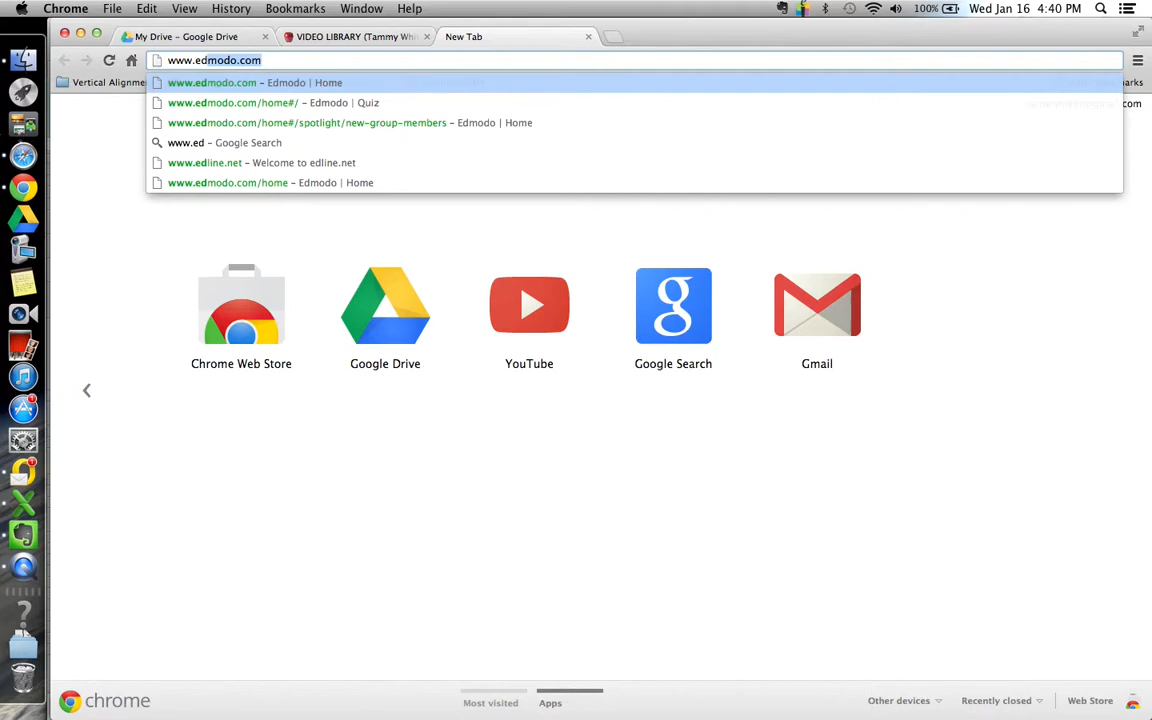 Chrome File Edit View History Bookmarks Window Help 100% Wed Jan 16 4:40 PM
My Drive – Google Drive VIDEO LIBRARY (Tammy Whi New Tab
www.edmodo.com
Vertical Alignme
www.edmodo.com – Edmodo | Home
www.edmodo.com/home#/ – Edmodo | Quiz
www.edmodo.com/home#/spotlight/new-group-members – Edmodo | Home
www.ed – Google Search
www.edline.net – Welcome to edline.net
www.edmodo.com/home – Edmodo | Home
Chrome Web Store Google Drive YouTube Google Search Gmail
chrome Most visited Apps Other devices Recently closed Web Store